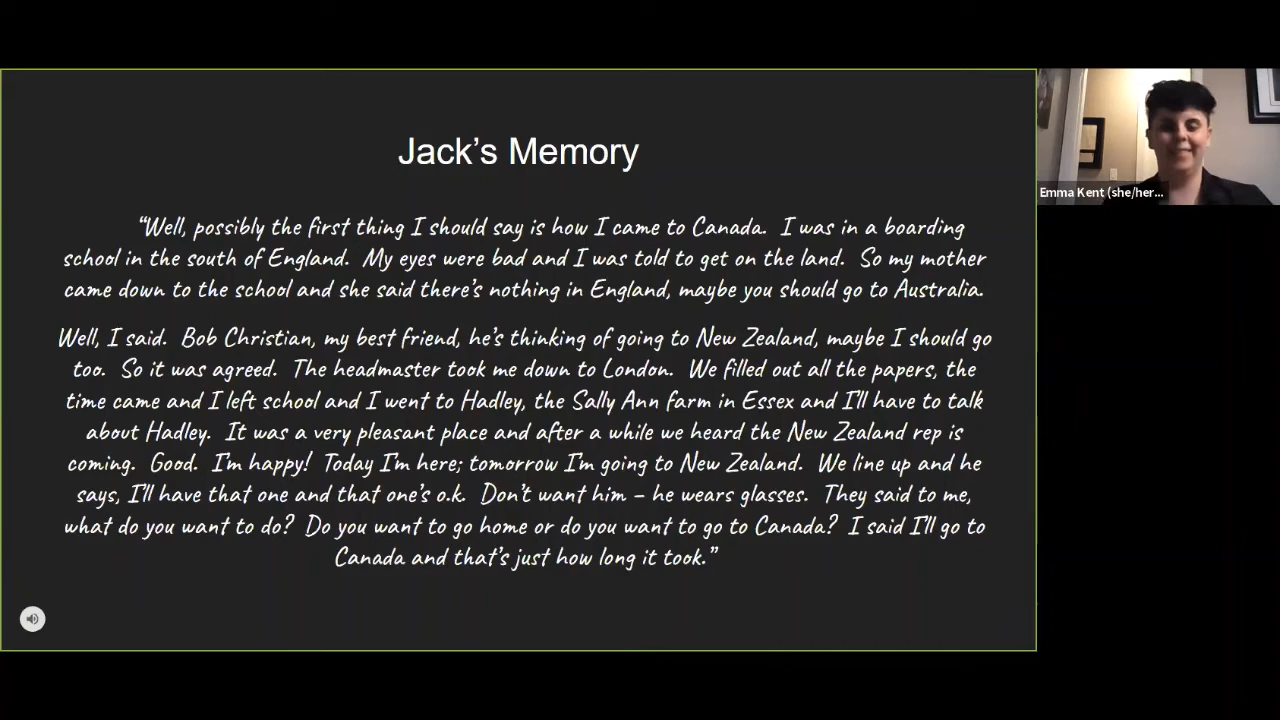 Jack's Memory
"Well, possibly the first thing I should say is how I came to Canada. I was in a boarding
school in the south of England. My eyes were bad and I was told to get on the land. So my mother
came down to the school and she said there's nothing in England, maybe you should go to Australia.
Well, I said. Bob Christian, my best friend, he's thinking of going to New Zealand, maybe I should go
too. So it was agreed. The headmaster took me down to London. We filled out all the papers, the
time came and I left school and I went to Hadley, the Sally Ann farm in Essex and I'll have to talk
about Hadley. It was a very pleasant place and after a while we heard the New Zealand rep is
coming. Good. I'm happy! Today I'm here; tomorrow I'm going to New Zealand. We line up and he
says, I'll have that one and that one's o.k. Don't want him – he wears glasses. They said to me,
what do you want to do? Do you want to go home or do you want to go to Canada? I said I'll go to
Canada and that's just how long it took."
Emma Kent (she/her...